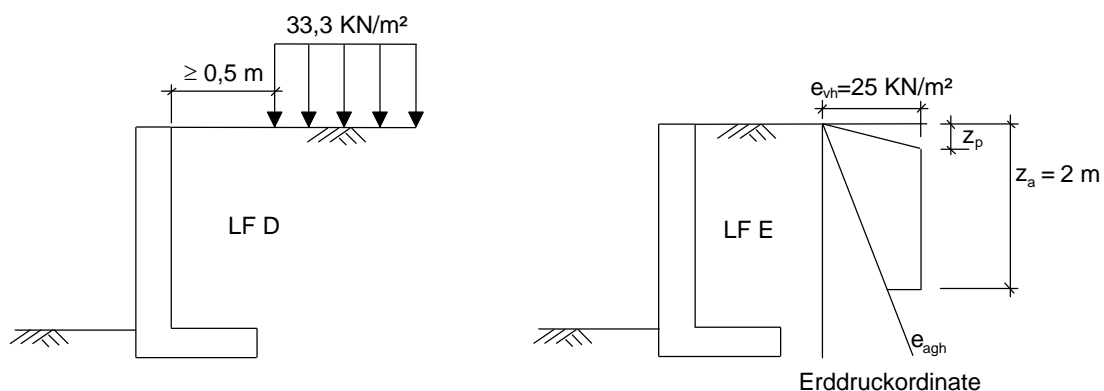 33,3 KN/m²
≥ 0,5 m
LF D
e_vh=25 KN/m²
z_p
z_a = 2 m
LF E
e_agh
Erddruckordinate